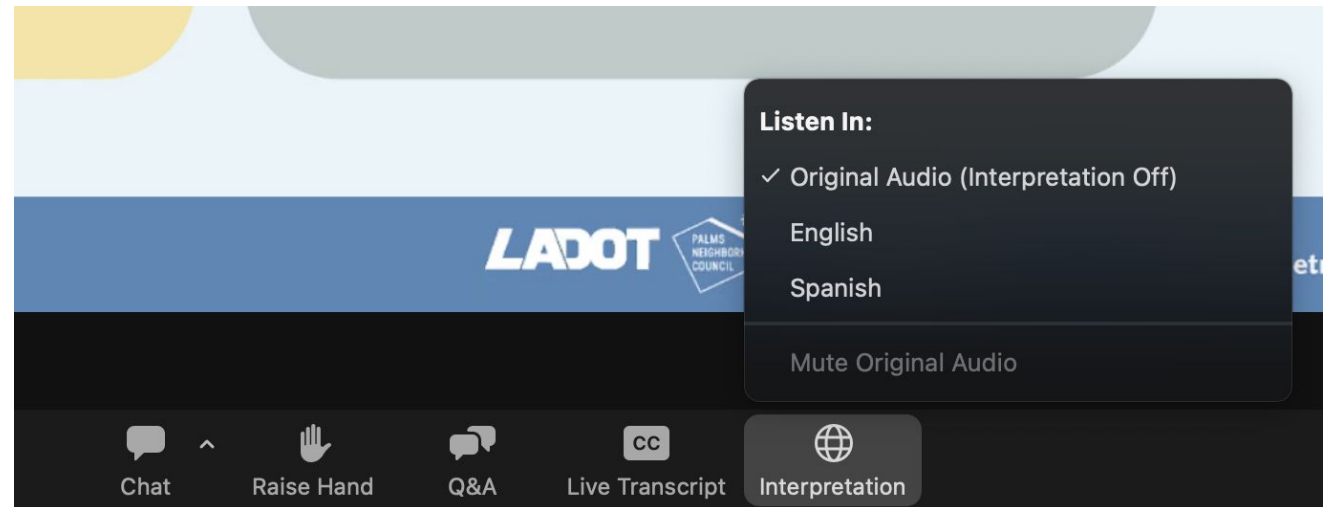 Listen In:
✓ Original Audio (Interpretation Off)
English
Spanish
Mute Original Audio
LADOT
PALMS
COUNCIL
Chat
Raise Hand
Q&A
CC
Live Transcript
Interpretation